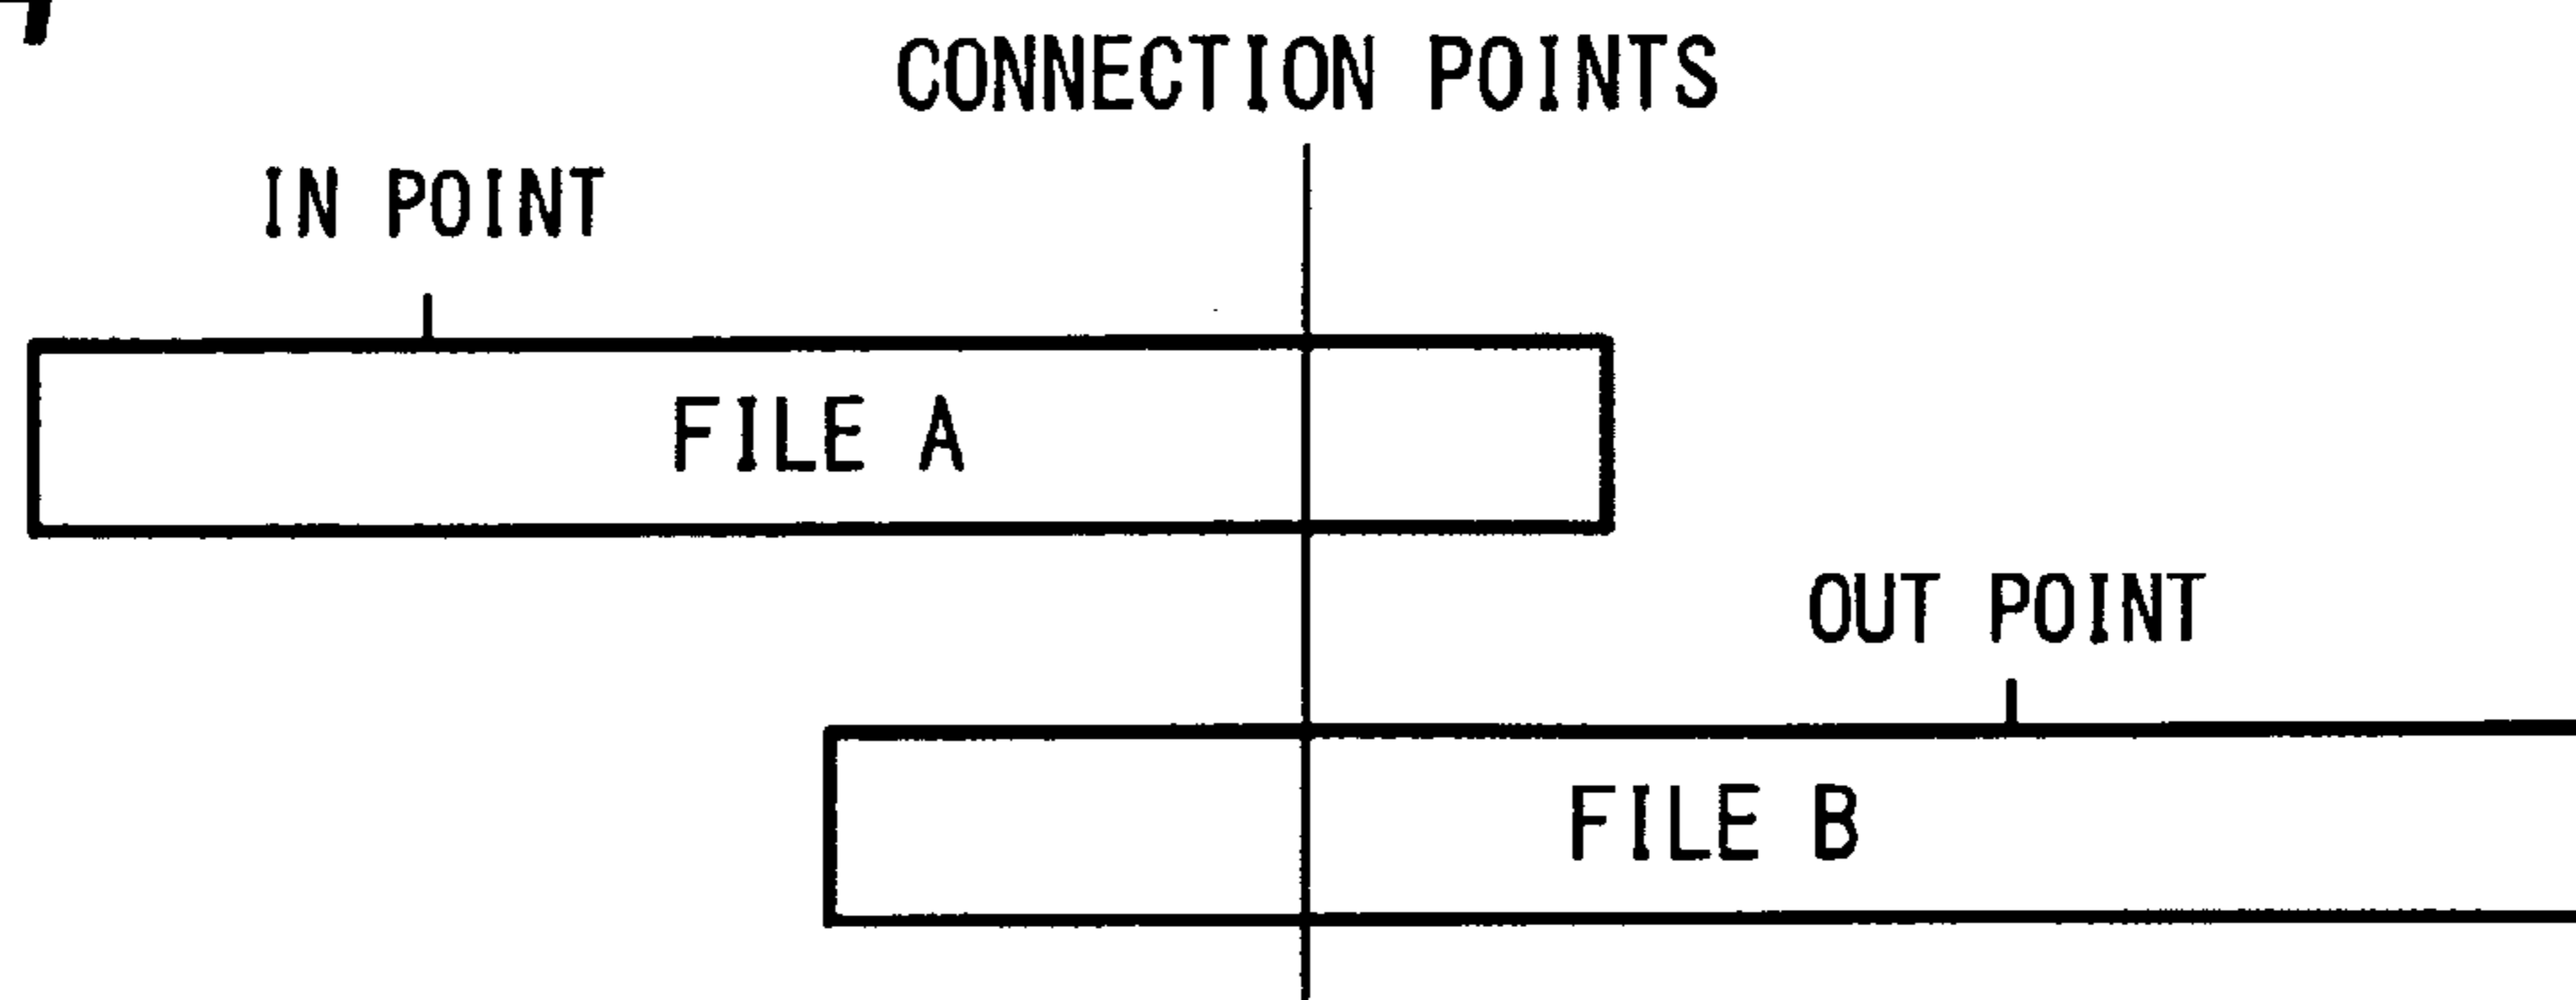 CONNECTION POINTS
IN POINT
FILE A
OUT POINT
FILE B